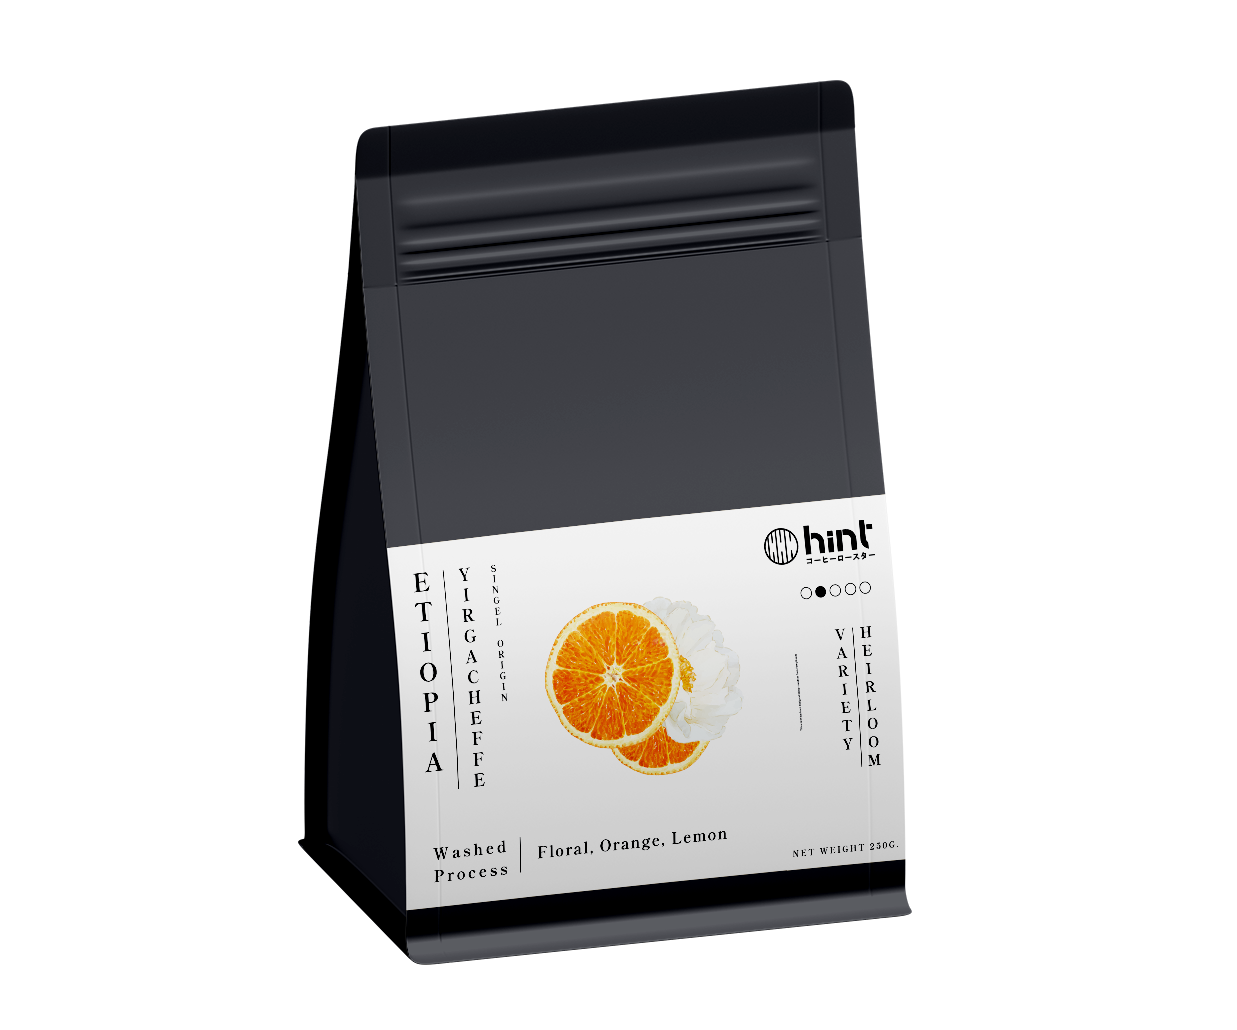 hint
コーヒーロースター
ETIOPIA
YIRGACHEFFE
SINGEL ORIGIN
VARIETY
HEIRLOOM
Washed
Process
Floral, Orange, Lemon
NET WEIGHT 250G.